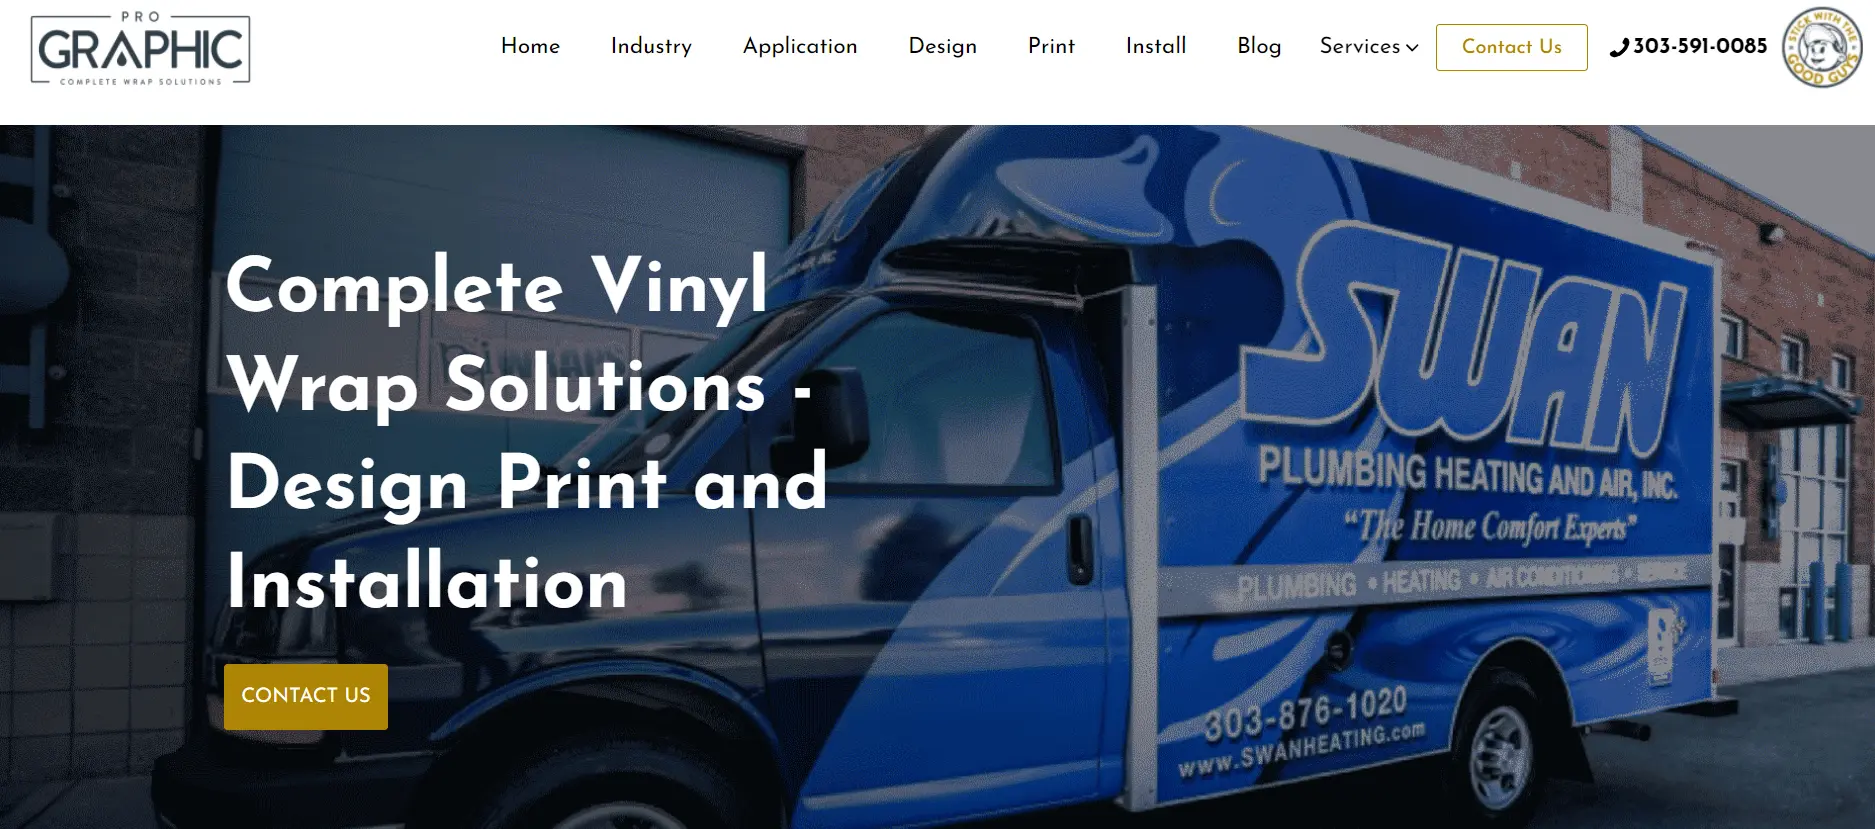 PRO
GRAPHIC
COMPLETE WRAP SOLUTIONS
Home
Industry
Application
Design
Print
Install
Blog
Services
Contact Us
303-591-0085
STICK WITH THE
GOOD GUYS
Complete Vinyl
Wrap Solutions -
Design Print and
Installation
CONTACT US
SWAN
PLUMBING HEATING AND AIR, INC.
"The Home Comfort Experts"
PLUMBING • HEATING • AIR CONDITIONING • SERVICE
303-876-1020
www.SWANHEATING.com